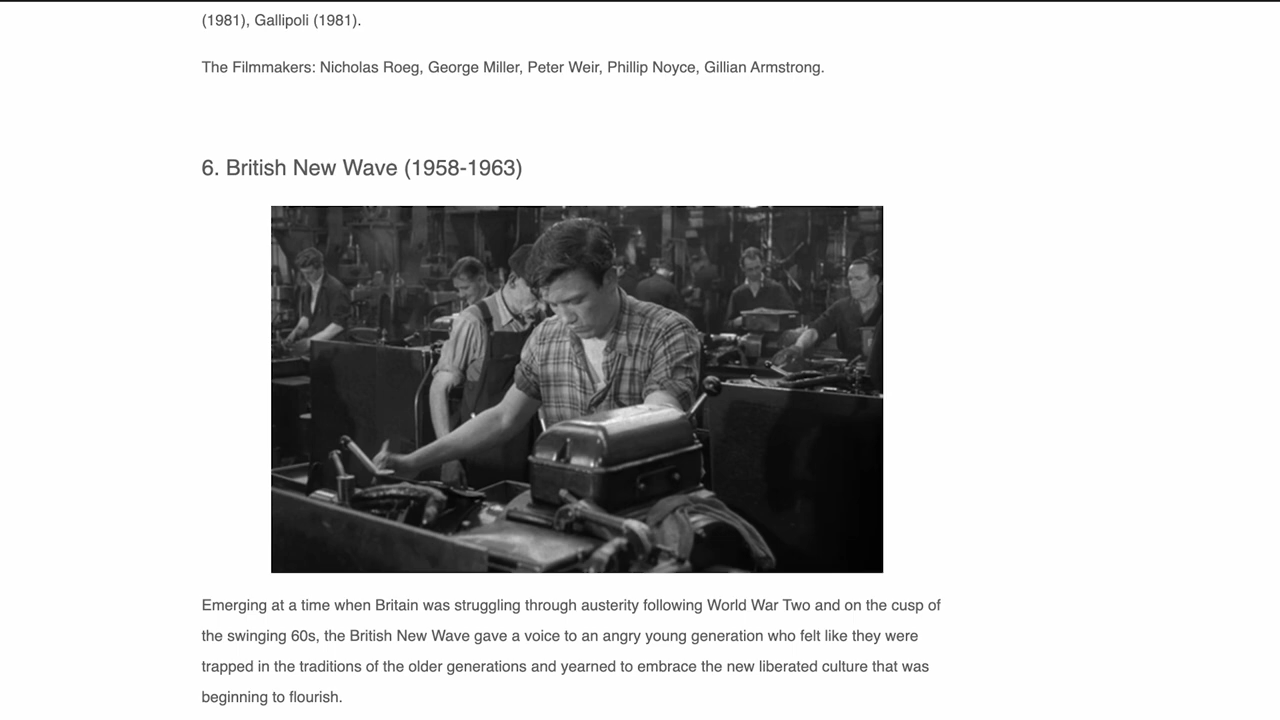 (1981), Gallipoli (1981).
The Filmmakers: Nicholas Roeg, George Miller, Peter Weir, Phillip Noyce, Gillian Armstrong.
6. British New Wave (1958-1963)
Emerging at a time when Britain was struggling through austerity following World War Two and on the cusp of
the swinging 60s, the British New Wave gave a voice to an angry young generation who felt like they were
trapped in the traditions of the older generations and yearned to embrace the new liberated culture that was
beginning to flourish.